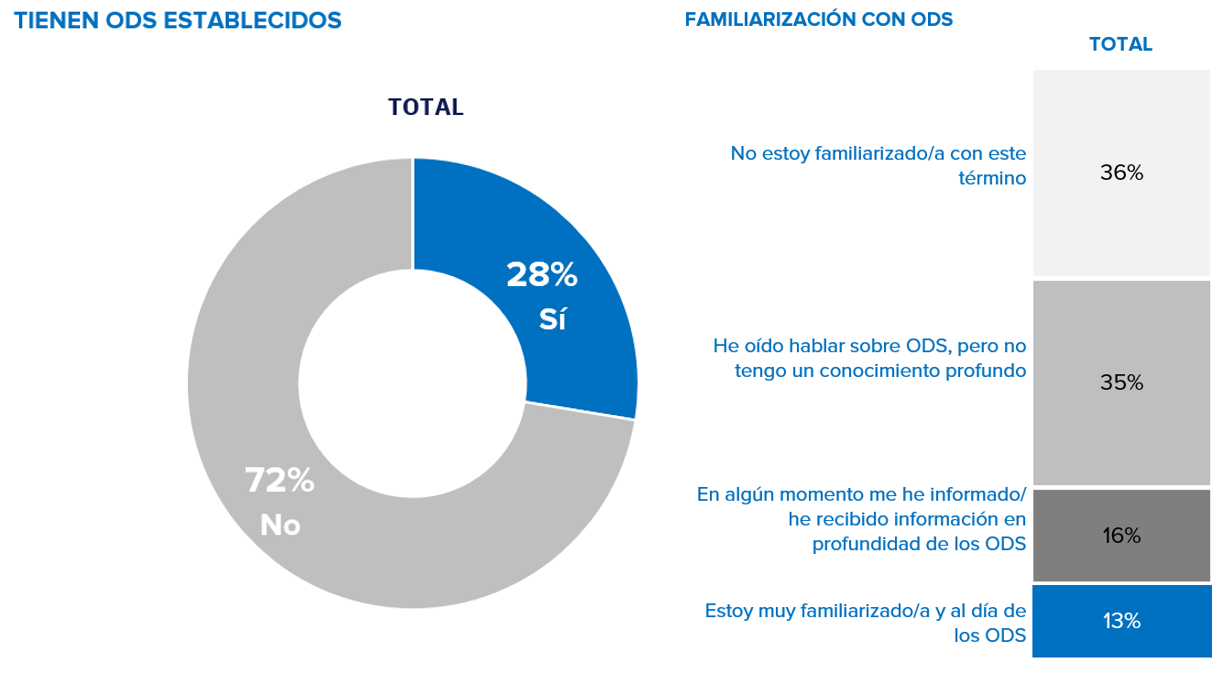 TIENEN ODS ESTABLECIDOS
TOTAL
28%
Sí
72%
No
FAMILIARIZACIÓN CON ODS
TOTAL
No estoy familiarizado/a con este
término
36%
He oído hablar sobre ODS, pero no
tengo un conocimiento profundo
35%
En algún momento me he informado/
he recibido información en
profundidad de los ODS
16%
Estoy muy familiarizado/a y al día de
los ODS
13%